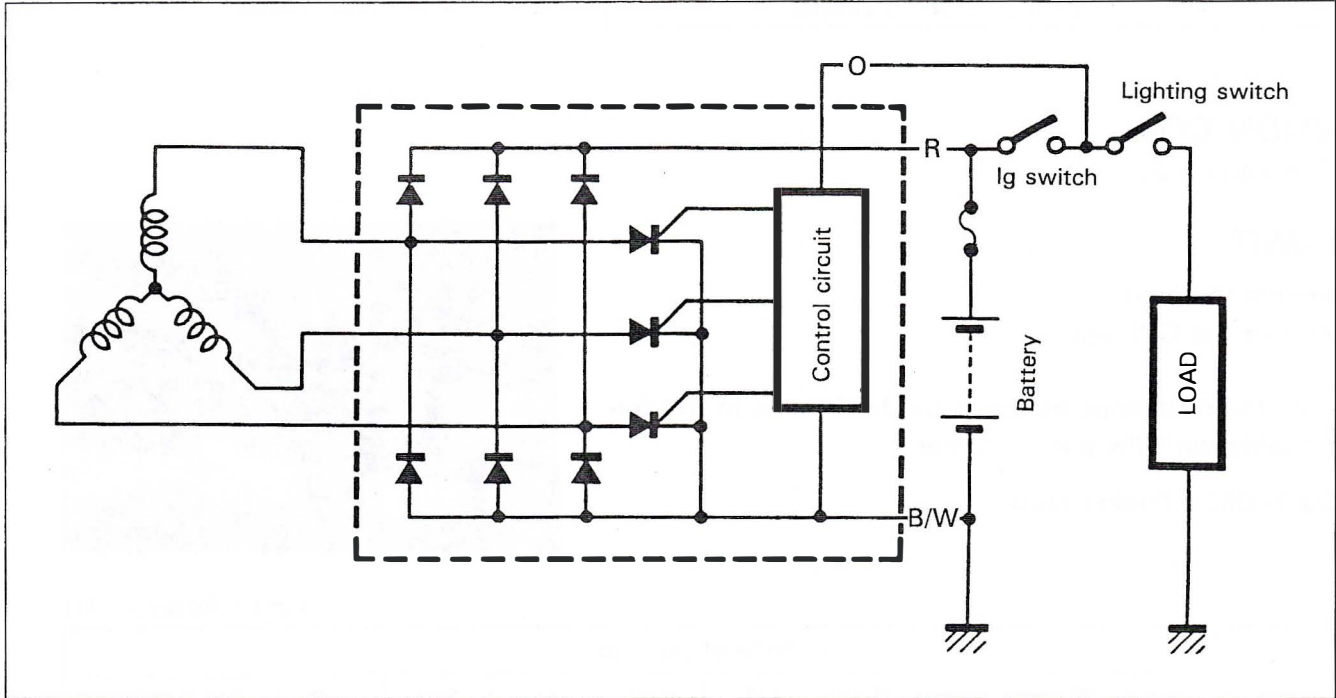 O
Lighting switch
R
Ig switch
Control circuit
Battery
LOAD
B/W